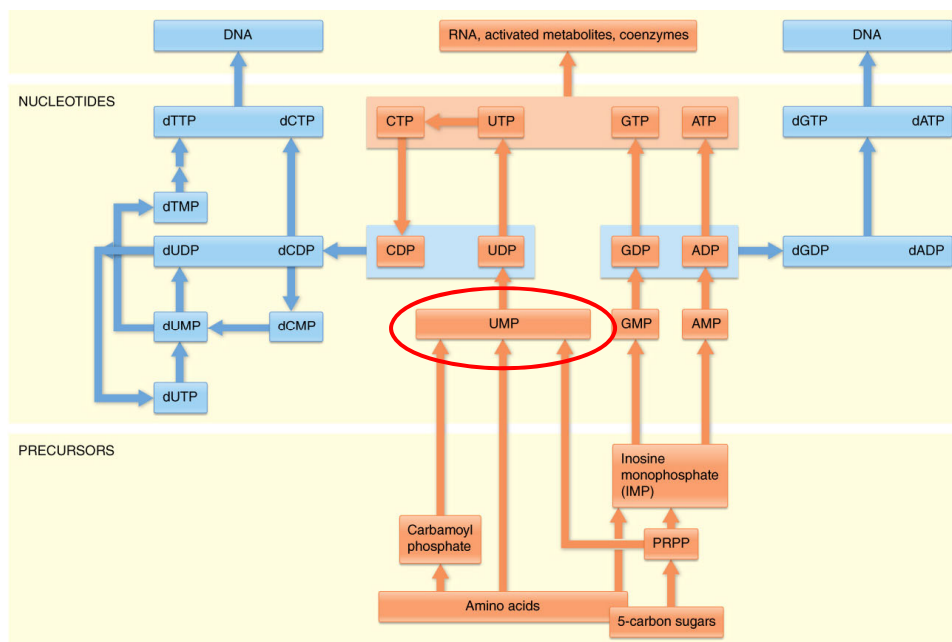 DNA
RNA, activated metabolites, coenzymes
DNA
NUCLEOTIDES
dTTP dCTP
CTP
UTP
GTP
ATP
dGTP dATP
dTMP
dUDP dCDP
CDP
UDP
GDP
ADP
dGDP dADP
dUMP
dCMP
UMP
GMP
AMP
dUTP
PRECURSORS
Inosine
monophosphate
(IMP)
Carbamoyl
phosphate
PRPP
Amino acids
5-carbon sugars